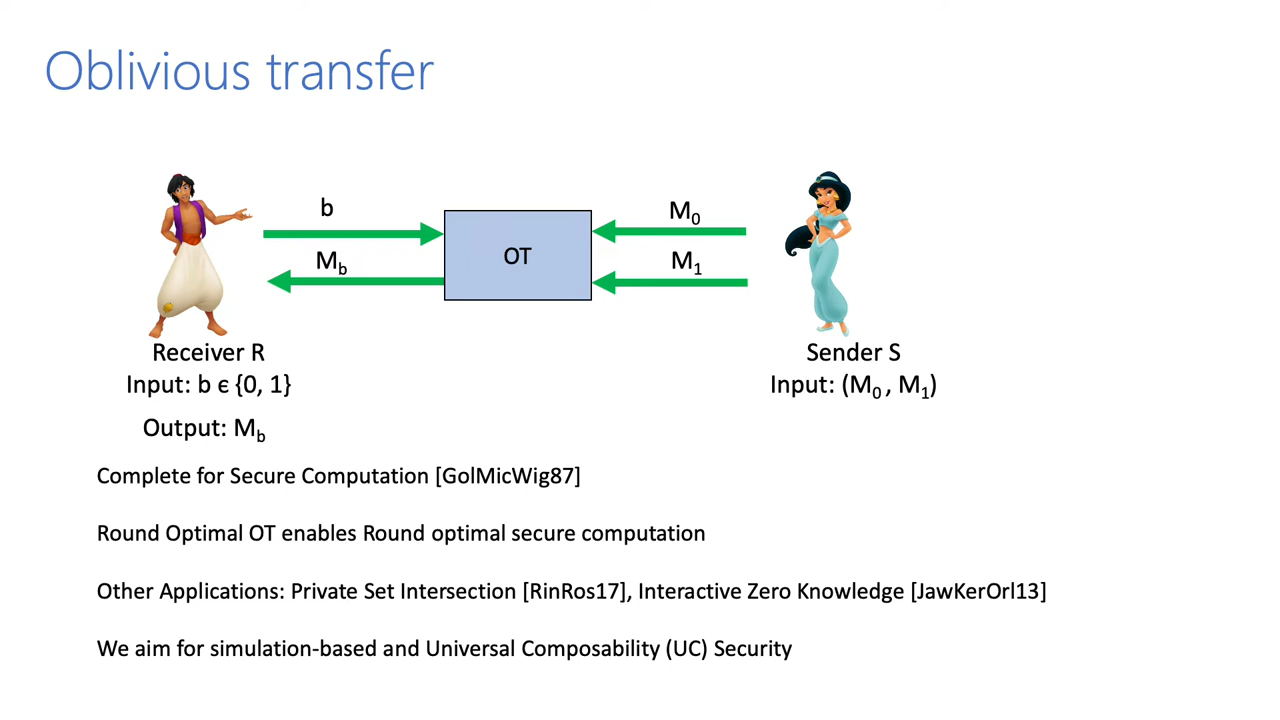 Oblivious transfer
b
M₀
M_b
OT
M₁
Receiver R
Sender S
Input: b ϵ {0, 1}
Input: (M₀ , M₁)
Output: M_b
Complete for Secure Computation [GolMicWig87]
Round Optimal OT enables Round optimal secure computation
Other Applications: Private Set Intersection [RinRos17], Interactive Zero Knowledge [JawKerOrl13]
We aim for simulation-based and Universal Composability (UC) Security